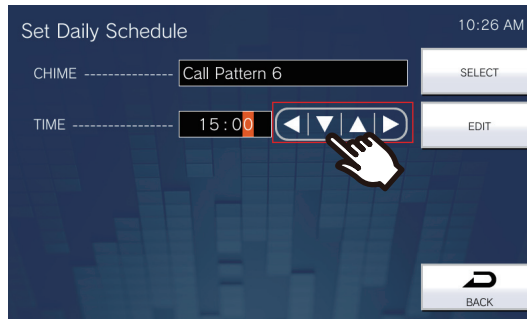 Set Daily Schedule
10:26 AM
CHIME --------------- Call Pattern 6
SELECT
TIME ----------------- 15:00
EDIT
BACK